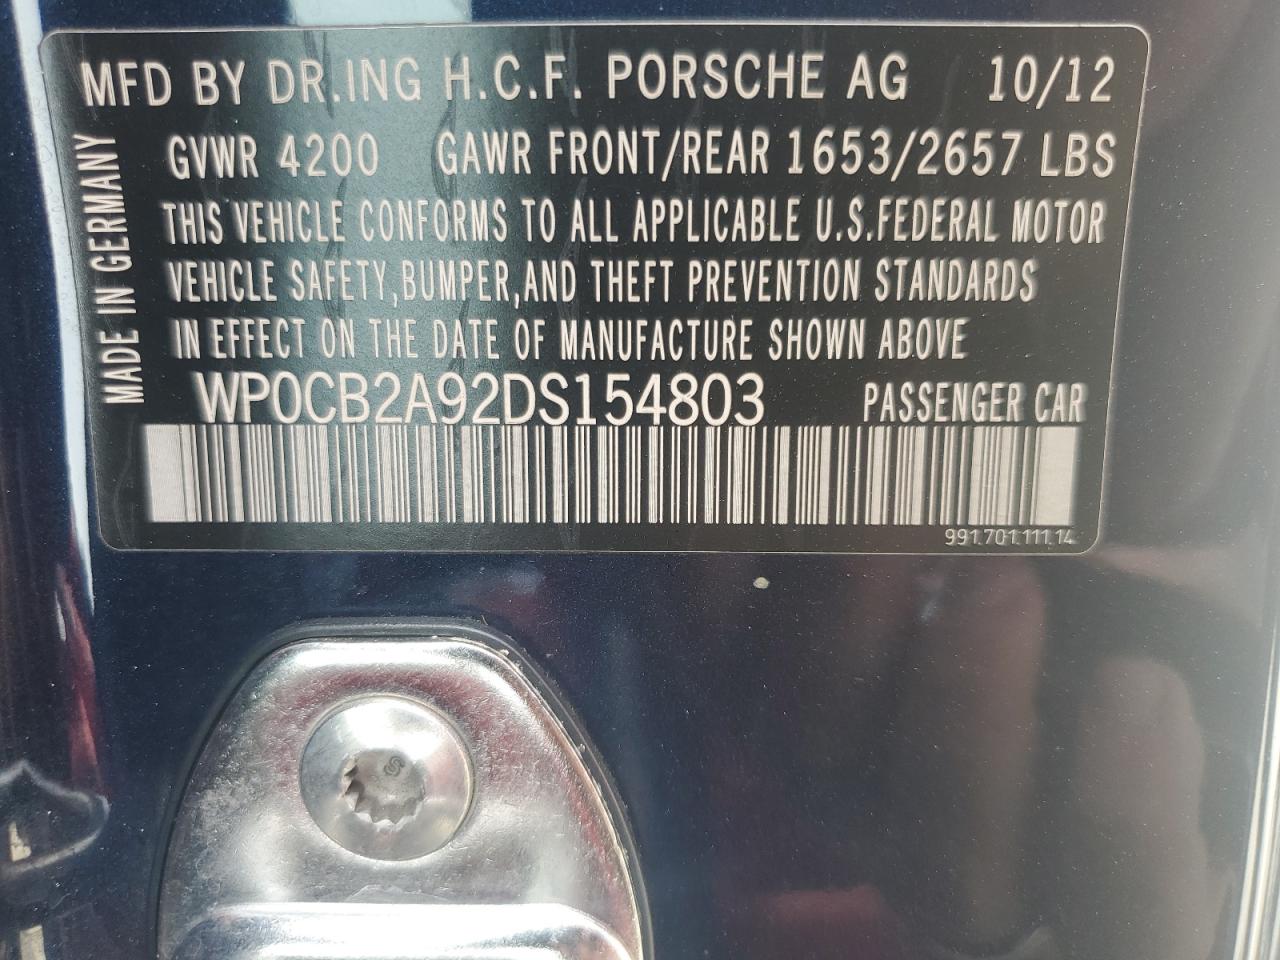 MFD BY DR.ING H.C.F. PORSCHE AG 10/12
GVWR 4200 GAWR FRONT/REAR 1653/2657 LBS
THIS VEHICLE CONFORMS TO ALL APPLICABLE U.S.FEDERAL MOTOR
VEHICLE SAFETY,BUMPER,AND THEFT PREVENTION STANDARDS
IN EFFECT ON THE DATE OF MANUFACTURE SHOWN ABOVE
MADE IN GERMANY
WP0CB2A92DS154803 PASSENGER CAR
991.701.111.14